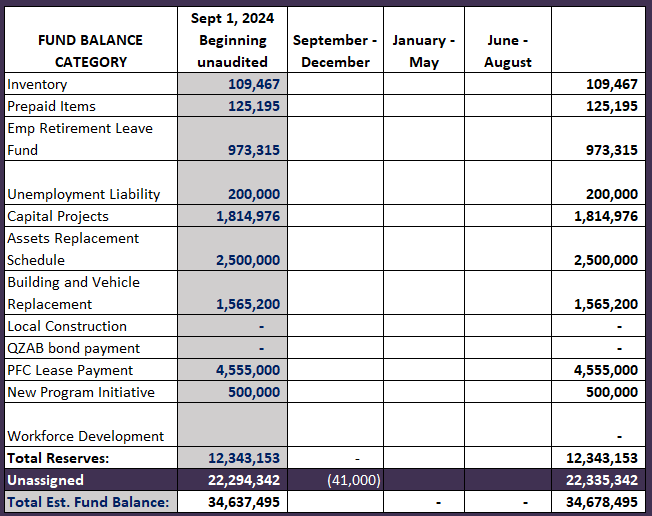 FUND BALANCE CATEGORY | Sept 1, 2024 Beginning unaudited | September - December | January - May | June - August
Inventory 109,467 109,467
Prepaid Items 125,195 125,195
Emp Retirement Leave
Fund 973,315 973,315
Unemployment Liability 200,000 200,000
Capital Projects 1,814,976 1,814,976
Assets Replacement
Schedule 2,500,000 2,500,000
Building and Vehicle
Replacement 1,565,200 1,565,200
Local Construction - -
QZAB bond payment - -
PFC Lease Payment 4,555,000 4,555,000
New Program Initiative 500,000 500,000
Workforce Development -
Total Reserves: 12,343,153 - 12,343,153
Unassigned 22,294,342 (41,000) 22,335,342
Total Est. Fund Balance: 34,637,495 - - 34,678,495